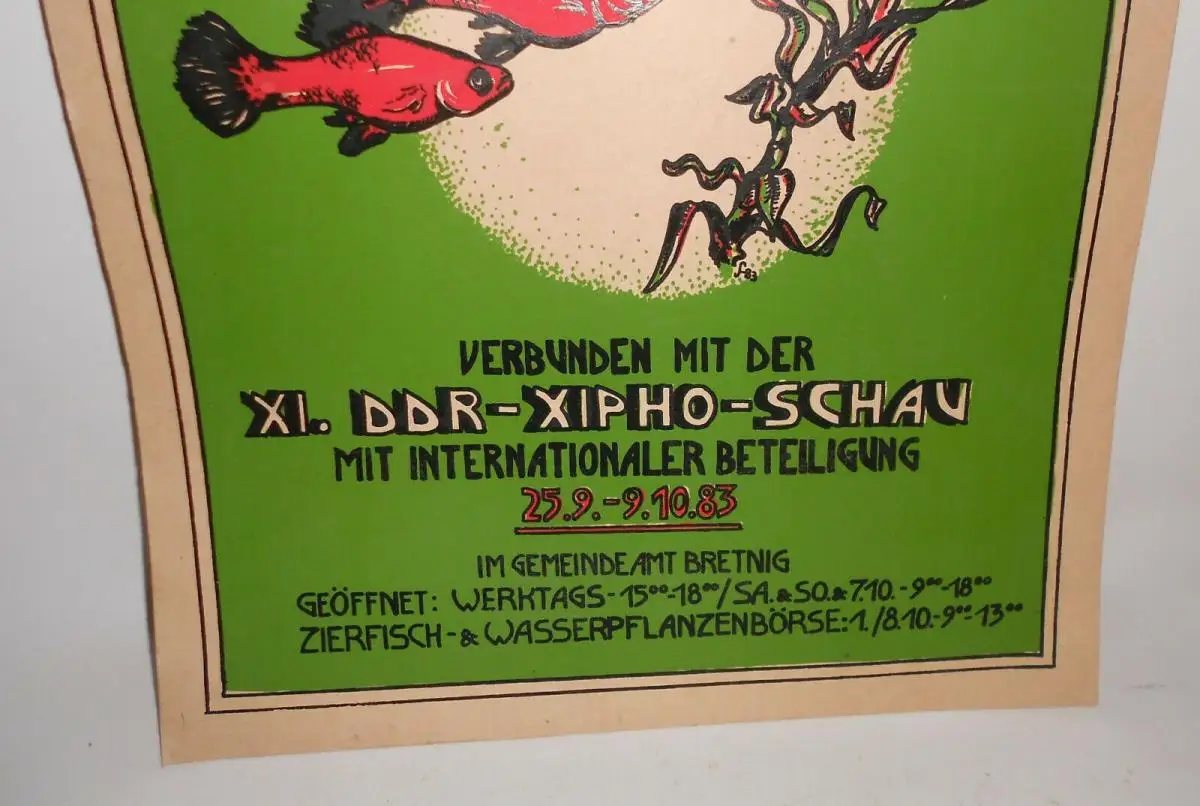 VERBUNDEN MIT DER
XI. DDR-XIPHO-SCHAU
MIT INTERNATIONALER BETEILIGUNG
25.9.-9.10.83
IM GEMEINDEAMT BRETNIG
GEÖFFNET: WERKTAGS-15⁰⁰-18⁰⁰/SA.&SO.&7.10.-9⁰⁰-18⁰⁰
ZIERFISCH-&WASSERPFLANZENBÖRSE:1./8.10.-9⁰⁰-13⁰⁰